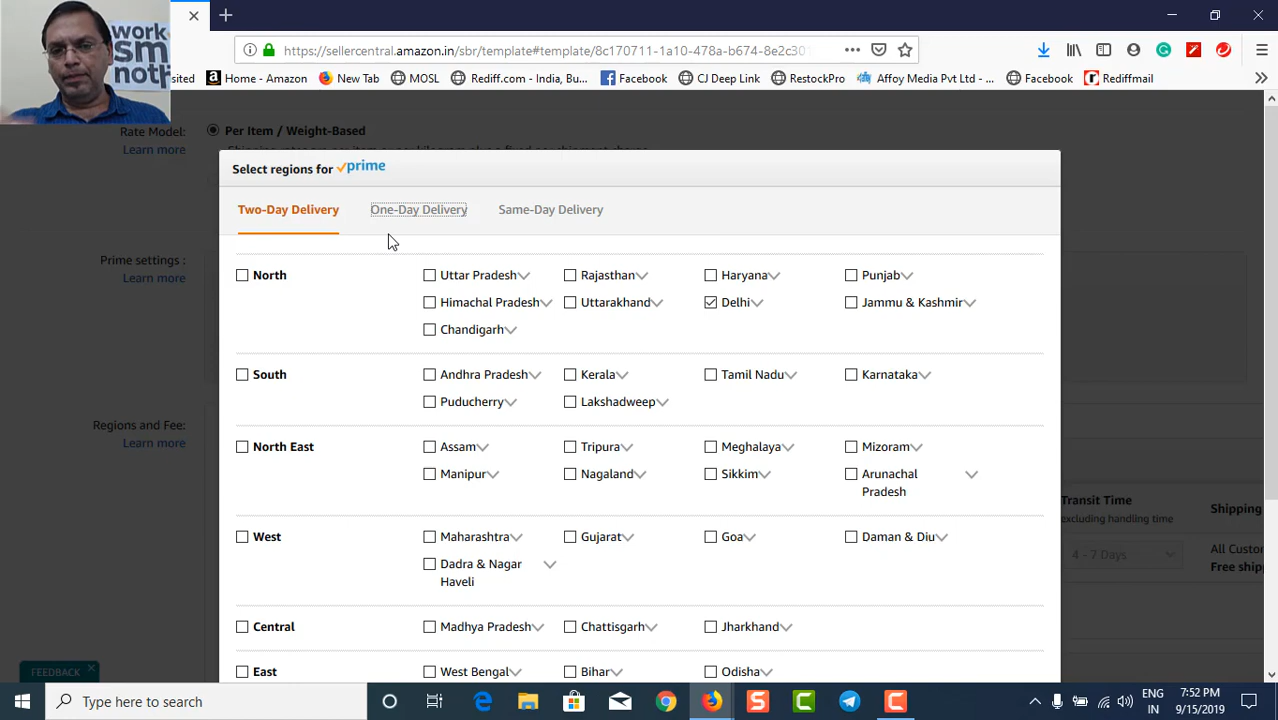 work
sm
noth
https://sellercentral.amazon.in/sbr/template#template/8c170711-1a10-478a-b674-8e2c301
sited
Home - Amazon
New Tab
MOSL
Rediff.com - India, Bu...
Facebook
CJ Deep Link
RestockPro
Affoy Media Pvt Ltd - ...
Facebook
Rediffmail
Rate Model:
Per Item / Weight-Based
Learn more
Select regions for prime
Two-Day Delivery
One-Day Delivery
Same-Day Delivery
Prime settings :
Learn more
North
Uttar Pradesh
Rajasthan
Haryana
Punjab
Himachal Pradesh
Uttarakhand
Delhi
Jammu & Kashmir
Chandigarh
South
Andhra Pradesh
Kerala
Tamil Nadu
Karnataka
Puducherry
Lakshadweep
Regions and Fee:
Learn more
North East
Assam
Tripura
Meghalaya
Mizoram
Manipur
Nagaland
Sikkim
Arunachal
Pradesh
Transit Time
excluding handling time
Shipping
4 - 7 Days
All Custom
Free shipp
West
Maharashtra
Gujarat
Goa
Daman & Diu
Dadra & Nagar
Haveli
Central
Madhya Pradesh
Chattisgarh
Jharkhand
East
West Bengal
Bihar
Odisha
FEEDBACK
Type here to search
ENG
IN
7:52 PM
9/15/2019